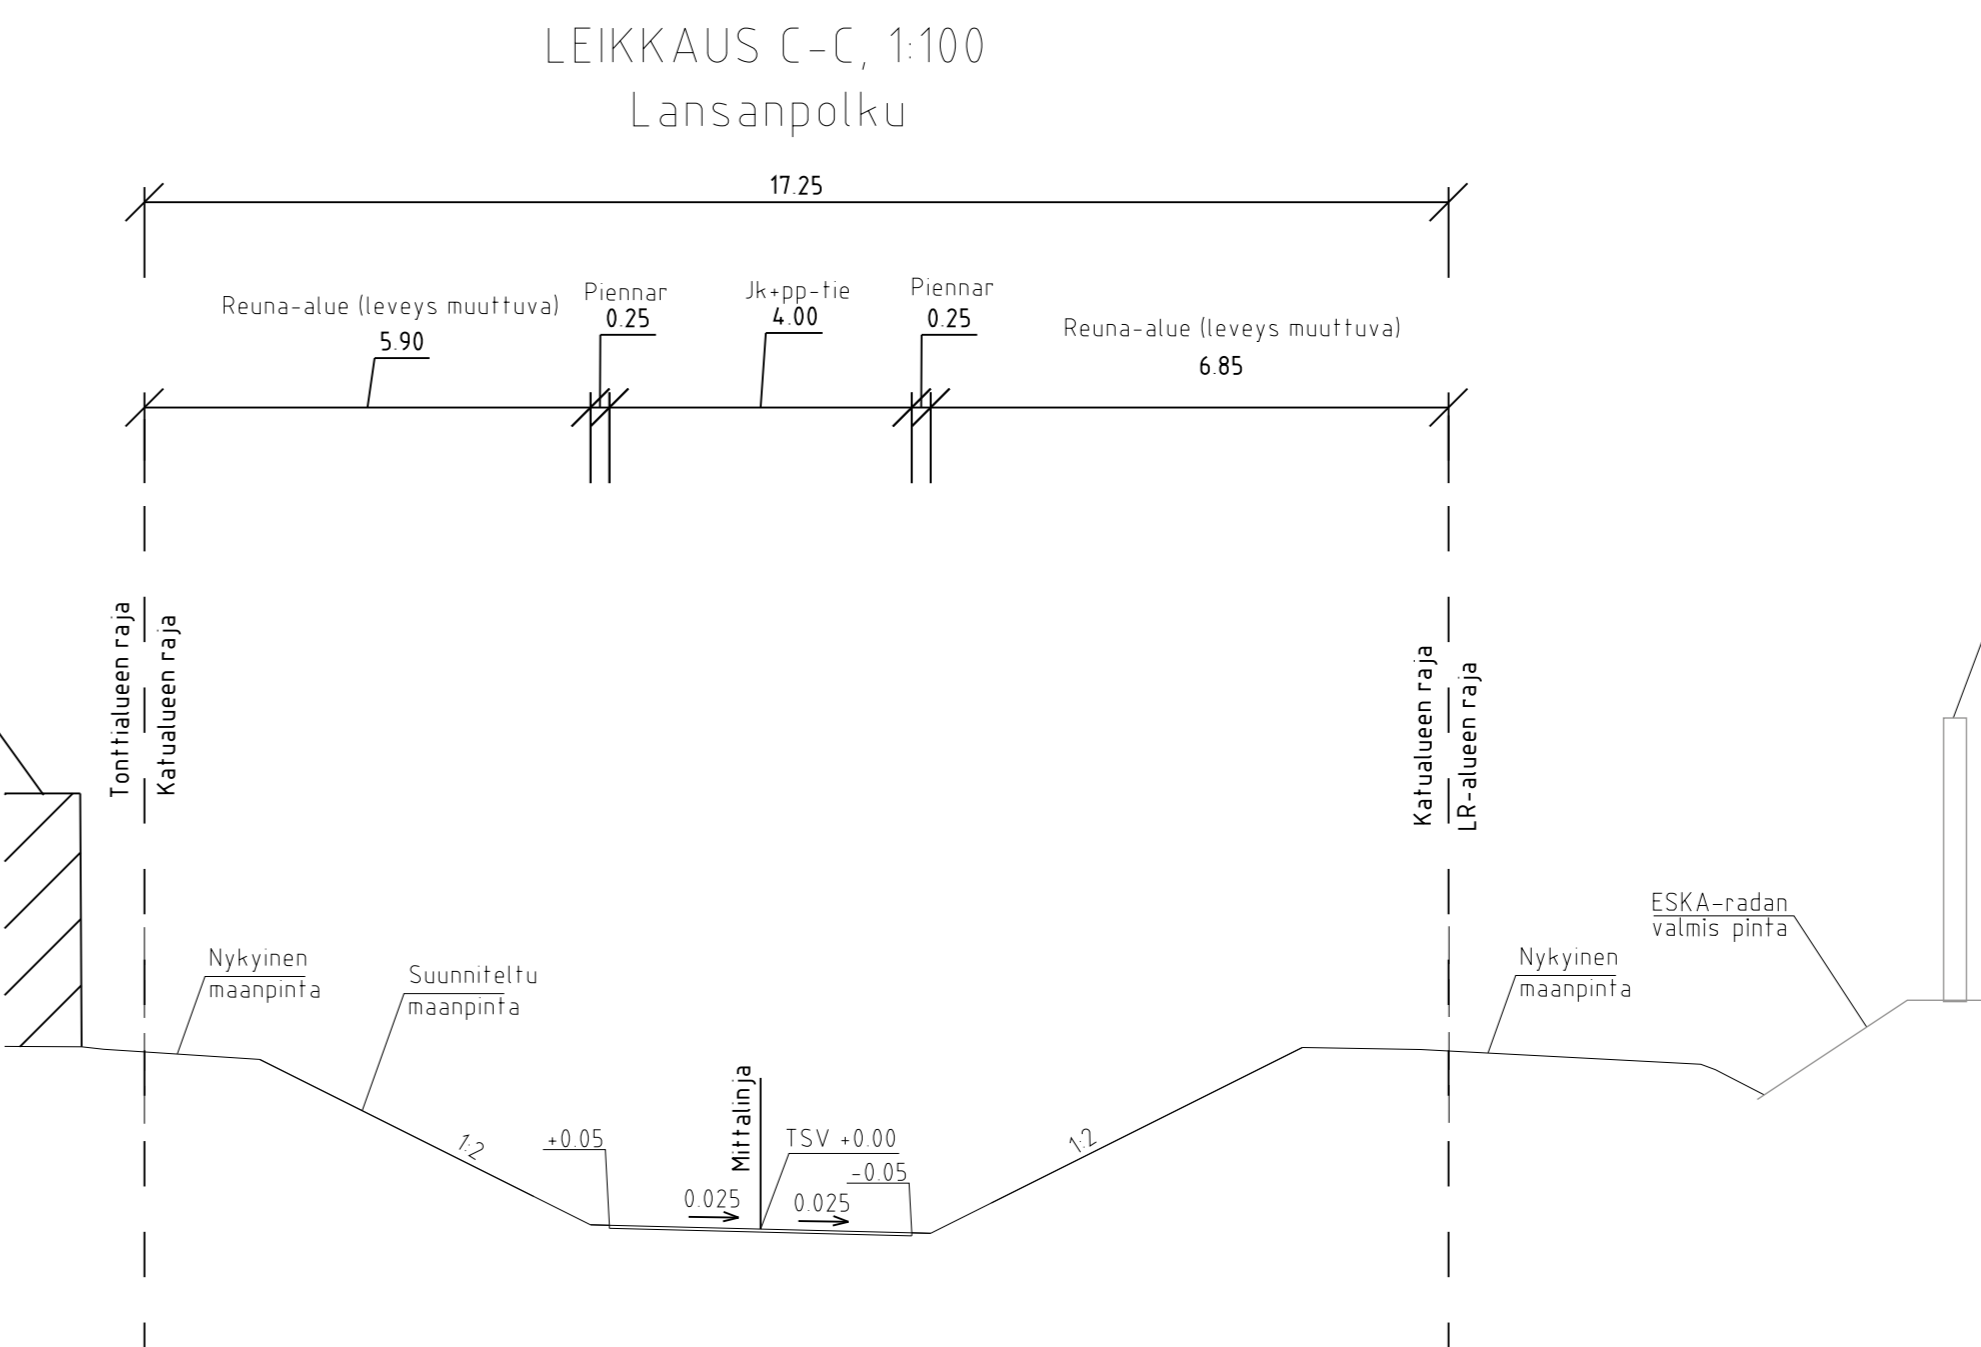 LEIKKAUS C-C, 1:100
Lansanpolku
17.25
Reuna-alue (leveys muuttuva)
5.90
Piennar
0.25
Jk+pp-tie
4.00
Piennar
0.25
Reuna-alue (leveys muuttuva)
6.85
Tonttialueen raja
Katualueen raja
Katualueen raja
LR-alueen raja
Nykyinen
maanpinta
Suunniteltu
maanpinta
1:2
+0.05
Mittalinja
TSV +0.00
-0.05
0.025
0.025
1:2
Nykyinen
maanpinta
ESKA-radan
valmis pinta